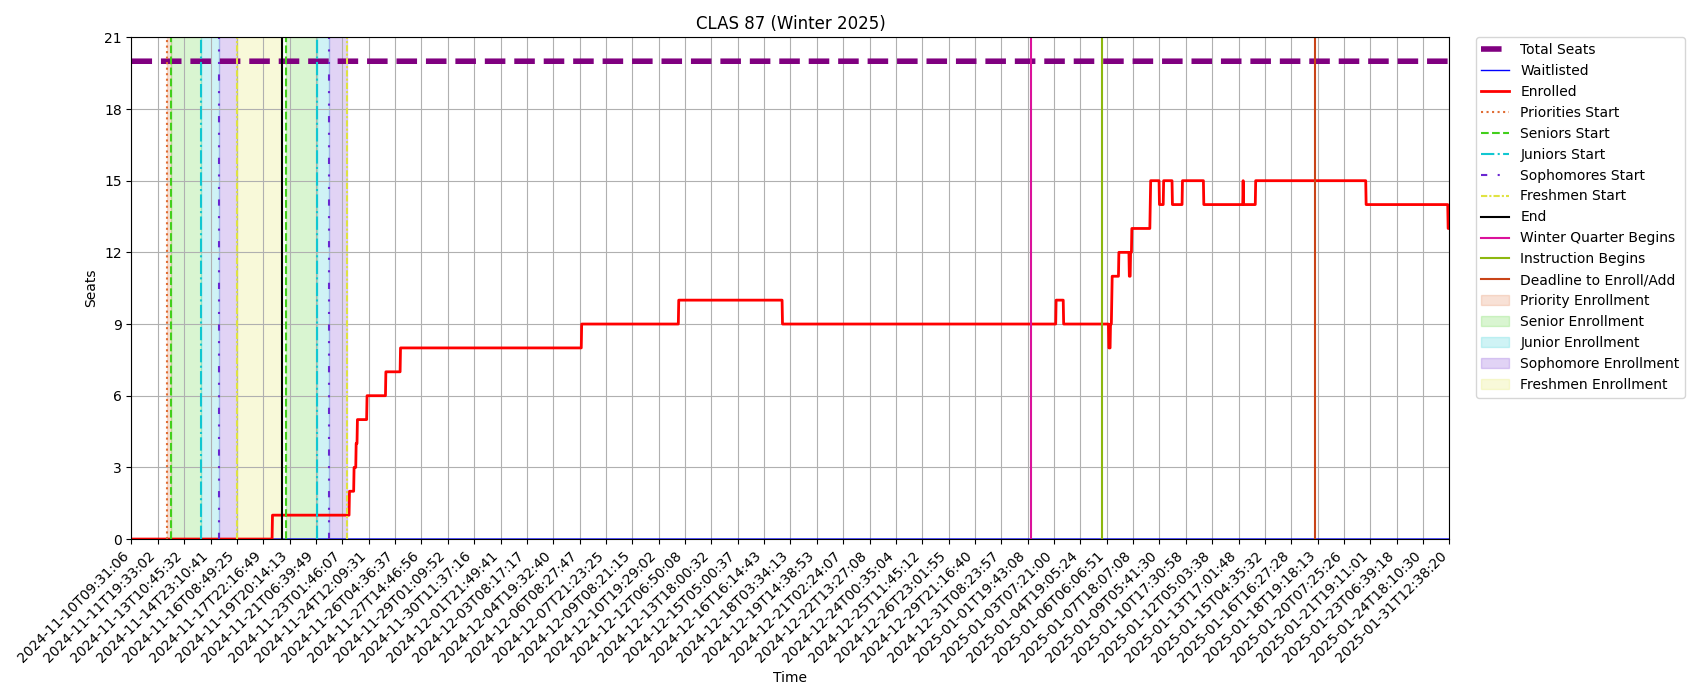 CLAS 87 (Winter 2025)
21
18
15
12
9
6
3
0
Seats
Total Seats
Waitlisted
Enrolled
Priorities Start
Seniors Start
Juniors Start
Sophomores Start
Freshmen Start
End
Winter Quarter Begins
Instruction Begins
Deadline to Enroll/Add
Priority Enrollment
Senior Enrollment
Junior Enrollment
Sophomore Enrollment
Freshmen Enrollment
2024-11-10T09:31:06
2024-11-11T19:33:02
2024-11-13T10:45:32
2024-11-14T23:10:41
2024-11-16T08:49:25
2024-11-17T22:16:49
2024-11-19T20:14:13
2024-11-21T06:39:49
2024-11-23T01:46:07
2024-11-24T12:09:31
2024-11-26T04:36:37
2024-11-27T14:46:56
2024-11-29T01:09:52
2024-11-30T11:37:16
2024-12-01T21:49:41
2024-12-03T08:17:17
2024-12-04T19:32:40
2024-12-06T08:27:47
2024-12-07T21:23:25
2024-12-09T08:21:15
2024-12-10T19:29:02
2024-12-12T06:50:08
2024-12-13T18:00:32
2024-12-15T05:00:37
2024-12-16T16:14:43
2024-12-18T03:34:13
2024-12-19T14:38:53
2024-12-21T02:24:07
2024-12-22T13:27:08
2024-12-24T00:35:04
2024-12-25T11:45:12
2024-12-26T23:01:55
2024-12-29T21:16:40
2024-12-31T08:23:57
2025-01-01T19:43:08
2025-01-03T07:21:00
2025-01-04T19:05:24
2025-01-06T06:06:51
2025-01-07T18:07:08
2025-01-09T05:41:30
2025-01-10T17:30:58
2025-01-12T05:03:38
2025-01-13T17:01:48
2025-01-15T04:35:32
2025-01-16T16:27:28
2025-01-18T19:18:13
2025-01-20T07:25:26
2025-01-21T19:11:01
2025-01-23T06:39:18
2025-01-24T18:10:30
2025-01-31T12:38:20
Time